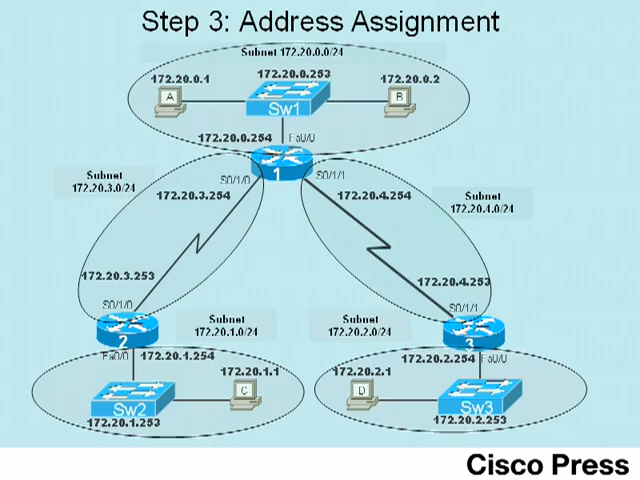 Step 3: Address Assignment
Subnet 172.20.0.0/24
172.20.0.1
172.20.0.253
172.20.0.2
A
B
Sw1
172.20.0.254
Fa0/0
1
Subnet
172.20.3.0/24
S0/1/0
S0/1/1
172.20.3.254
172.20.4.254
Subnet
172.20.4.0/24
172.20.3.253
172.20.4.253
S0/1/0
S0/1/1
Subnet
172.20.1.0/24
Subnet
172.20.2.0/24
2
3
Fa0/0
172.20.1.254
172.20.2.254
Fa0/0
172.20.1.1
172.20.2.1
C
D
Sw2
Sw3
172.20.1.253
172.20.2.253
Cisco Press